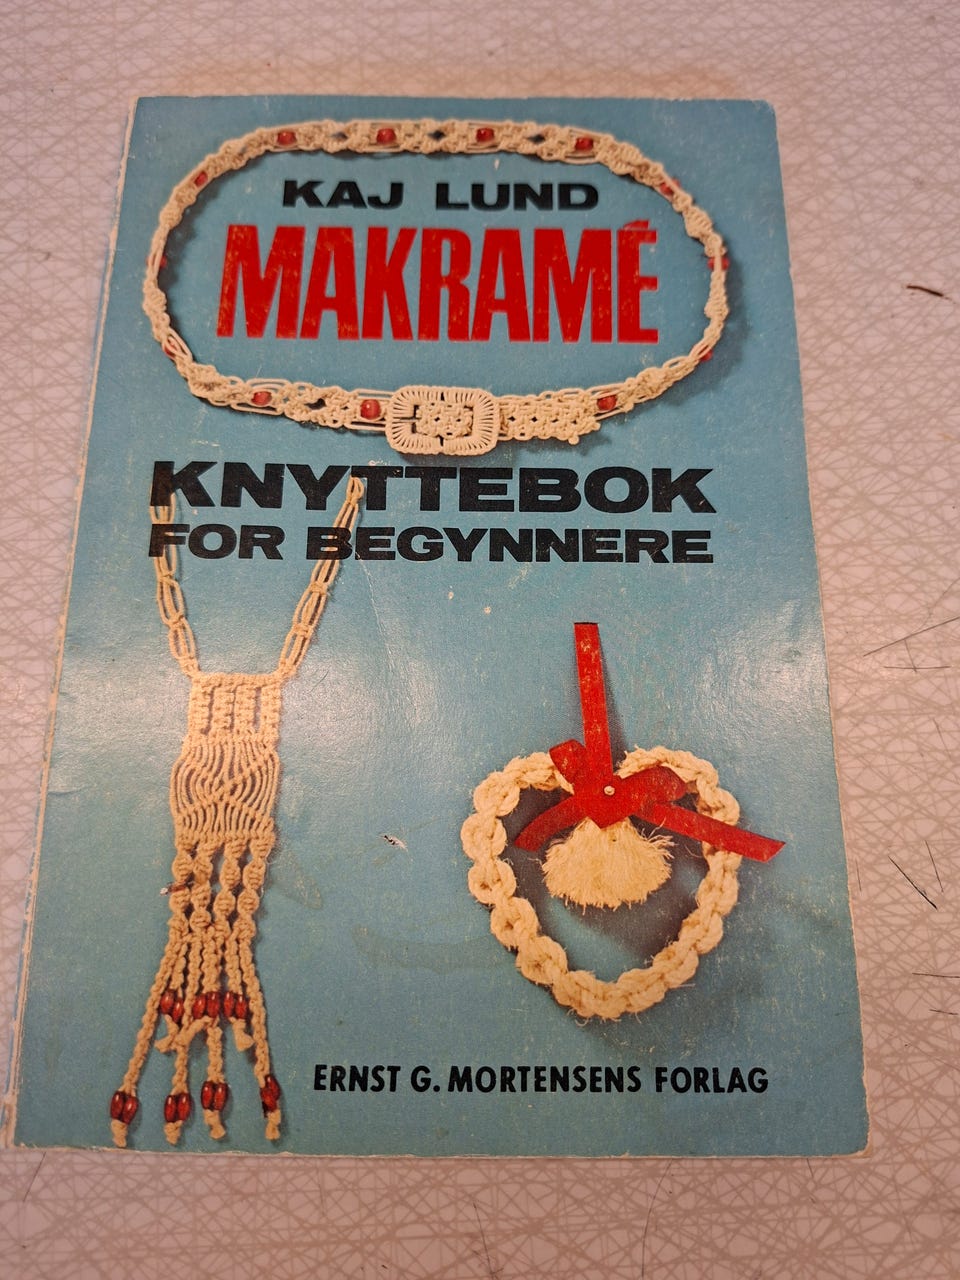 KAJ LUND
MAKRAMÉ
KNYTTEBOK
FOR BEGYNNERE
ERNST G. MORTENSENS FORLAG